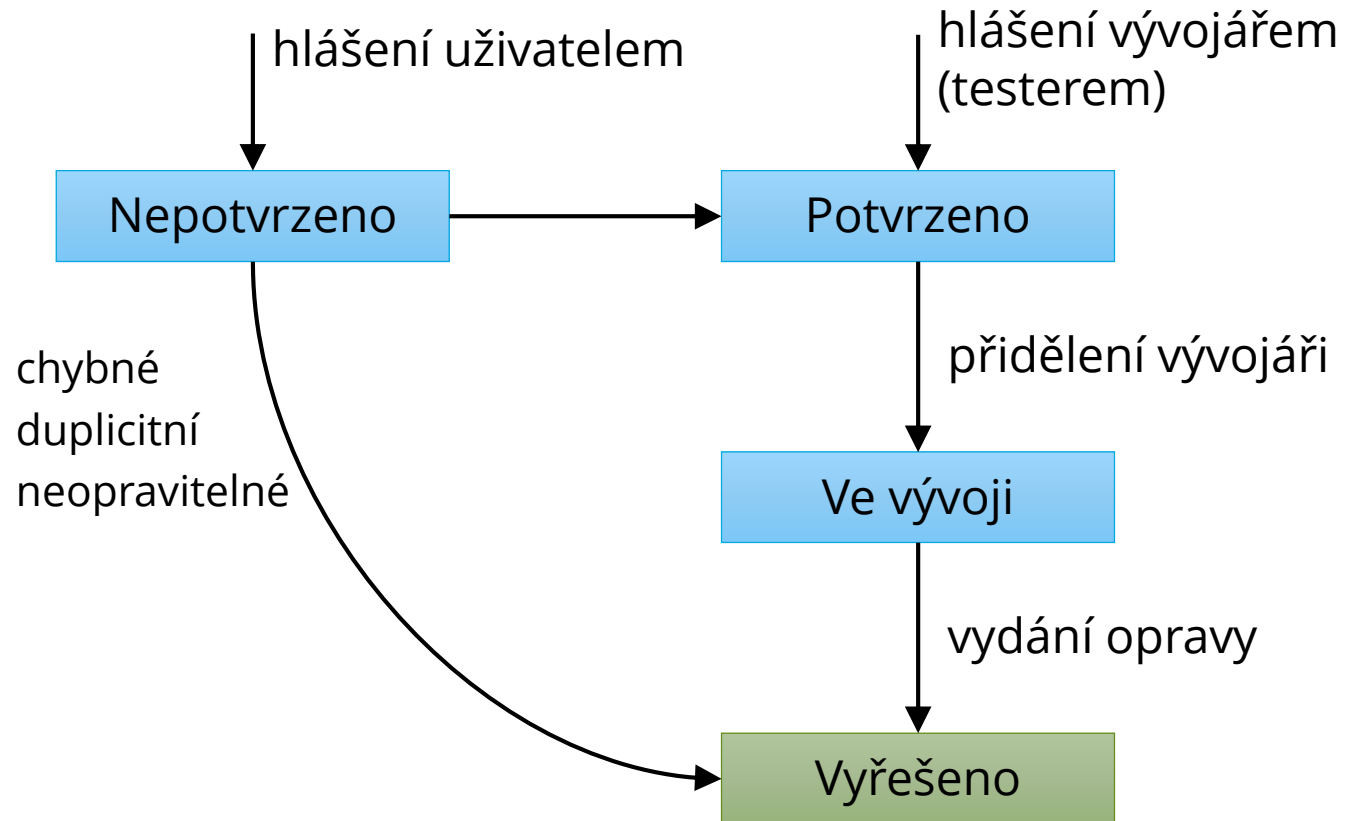 hlášení uživatelem
hlášení vývojářem
(testerem)
Nepotvrzeno
Potvrzeno
chybné
duplicitní
neopravitelné
přidělení vývojáři
Ve vývoji
vydání opravy
Vyřešeno